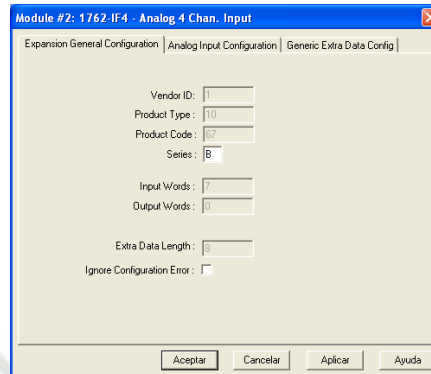 Module #2: 1762-IF4 - Analog 4 Chan. Input
Expansion General Configuration Analog Input Configuration Generic Extra Data Config
Vendor ID: 1
Product Type : 10
Product Code : 67
Series : B
Input Words : 7
Output Words : 0
Extra Data Length : 8
Ignore Configuration Error :
Aceptar Cancelar Aplicar Ayuda